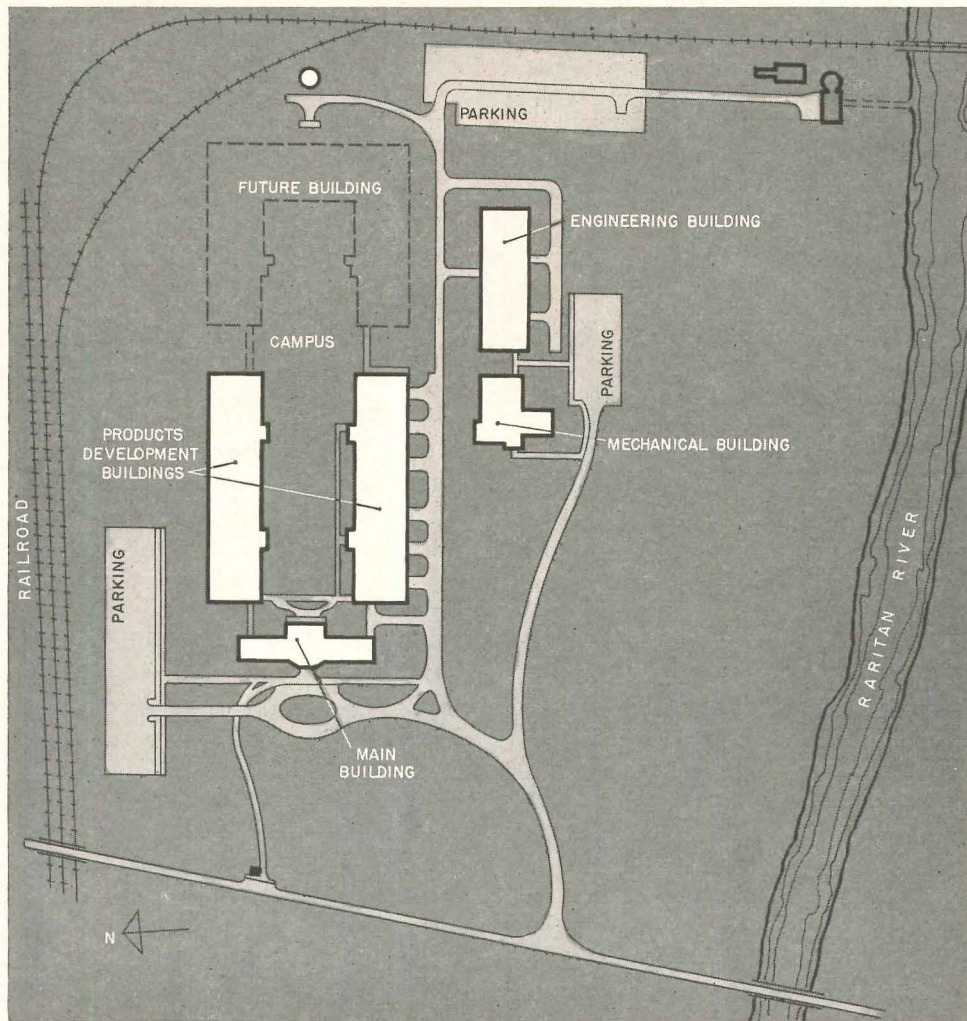 PARKING
FUTURE BUILDING
ENGINEERING BUILDING
CAMPUS
PARKING
PRODUCTS
DEVELOPMENT
BUILDINGS
MECHANICAL BUILDING
RAILROAD
PARKING
RARITAN RIVER
MAIN
BUILDING
N